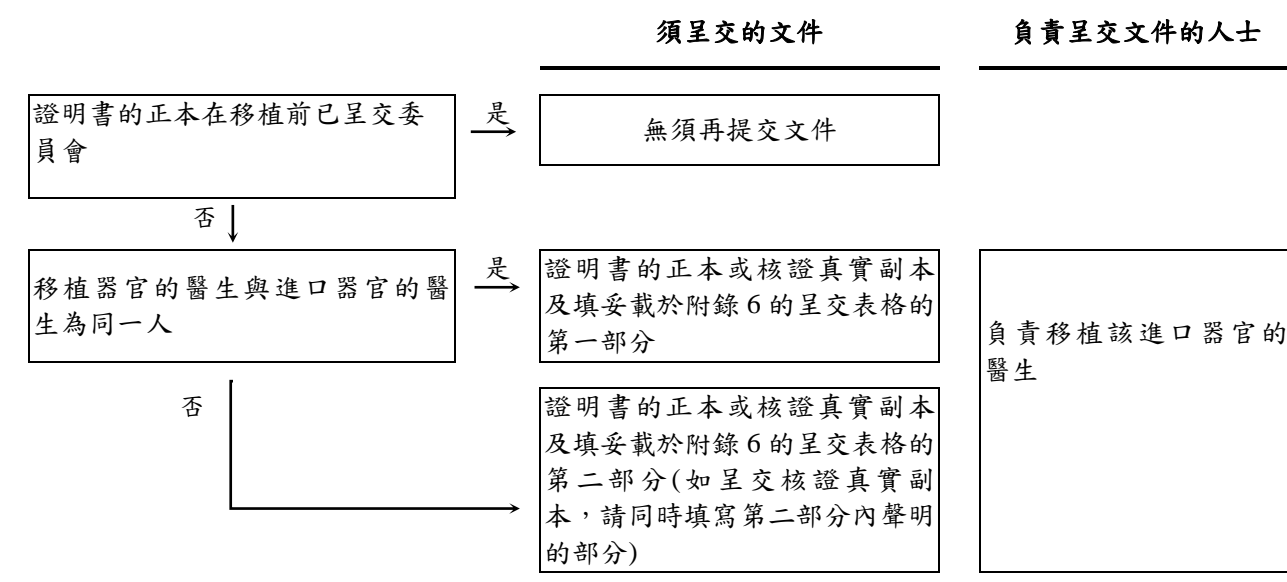 須呈交的文件
負責呈交文件的人士
證明書的正本在移植前已呈交委
員會
是
無須再提交文件
否
移植器官的醫生與進口器官的醫
生為同一人
是
證明書的正本或核證真實副本
及填妥載於附錄 6 的呈交表格的
第一部分
負責移植該進口器官的
醫生
否
證明書的正本或核證真實副本
及填妥載於附錄 6 的呈交表格的
第二部分(如呈交核證真實副
本，請同時填寫第二部分內聲明
的部分)